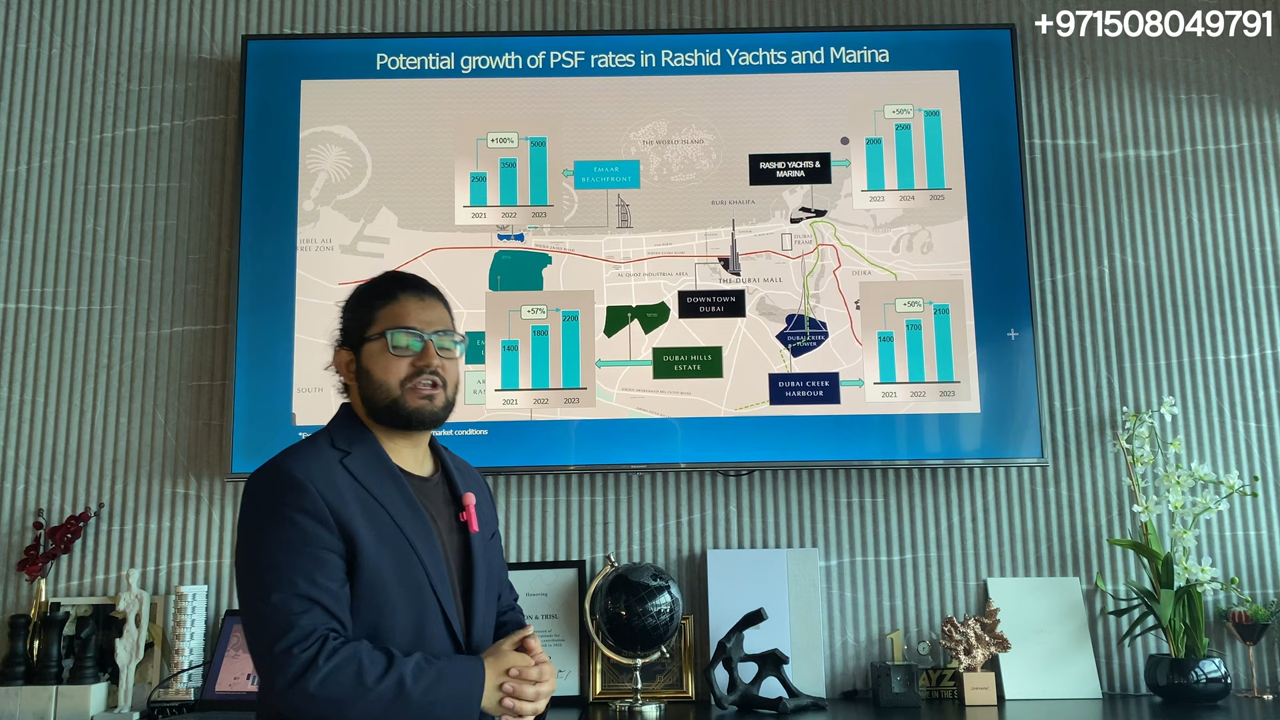 +971508049791
Potential growth of PSF rates in Rashid Yachts and Marina
+100%
2500
3500
5000
2021 2022 2023
EMAAR
BEACHFRONT
THE WORLD ISLAND
RASHID YACHTS &
MARINA
+50%*
2000
2500
3000
2023 2024 2025
BURJ KHALIFA
DUBAI
FRAME
JEBEL ALI
FREE ZONE
AL QUOZ INDUSTRIAL AREA
THE DUBAI MALL
DEIRA
DOWNTOWN
DUBAI
+57%
1400
1800
2200
2021 2022 2023
DUBAI HILLS
ESTATE
DUBAI CREEK
TOWER
DUBAI CREEK
HARBOUR
+50%
1400
1700
2100
2021 2022 2023
SOUTH
market conditions
Honoring
ON & TRISL